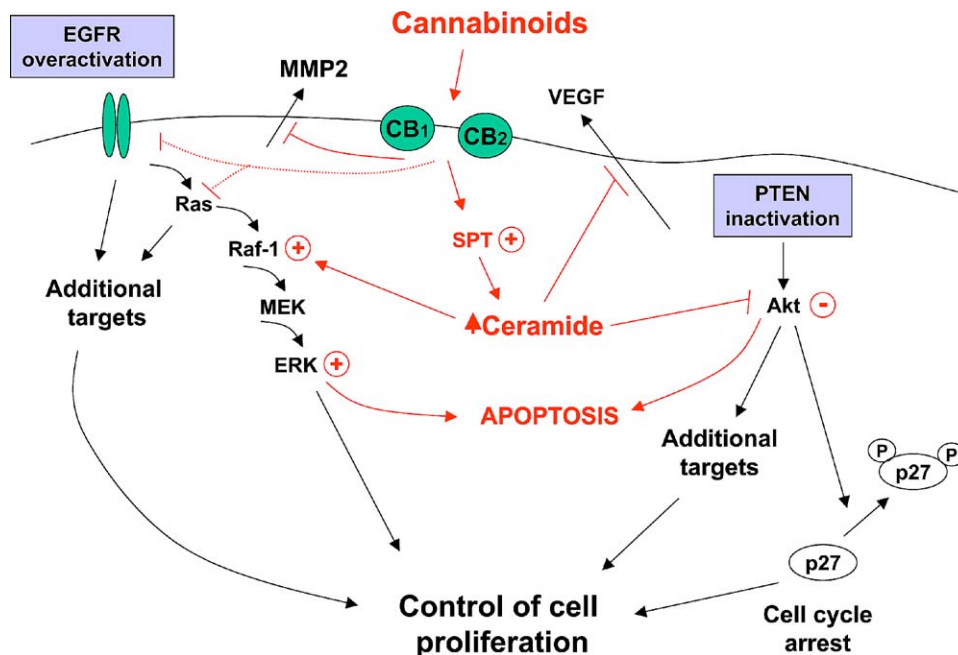 EGFR
overactivation
Cannabinoids
MMP2
VEGF
CB1
CB2
PTEN
inactivation
Ras
Raf-1 +
SPT +
Additional
targets
MEK
Ceramide
Akt -
ERK +
APOPTOSIS
Additional
targets
P
P
p27
p27
Control of cell
proliferation
Cell cycle
arrest